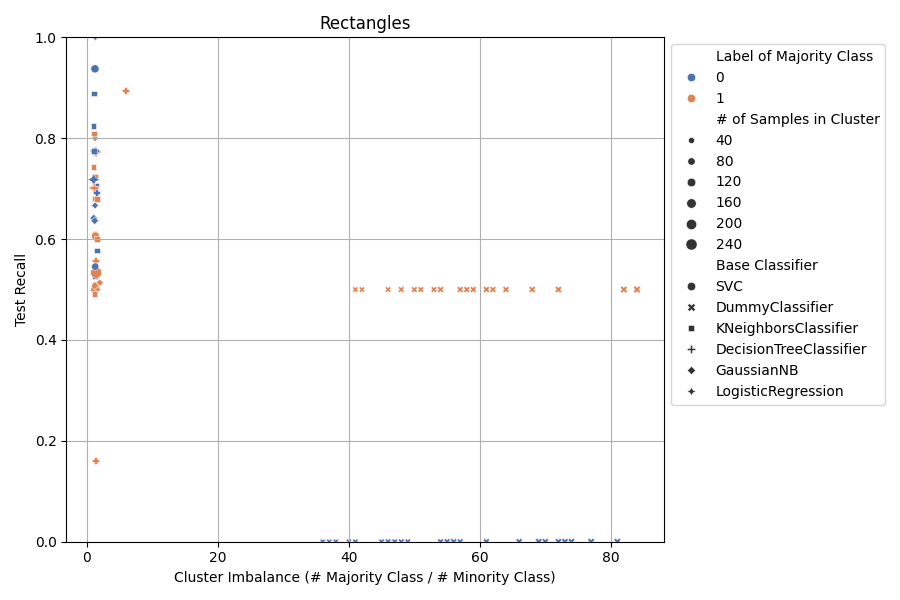 Rectangles
Test Recall
1.0
0.8
0.6
0.4
0.2
0.0
0
20
40
60
80
Cluster Imbalance (# Majority Class / # Minority Class)
Label of Majority Class
0
1
# of Samples in Cluster
40
80
120
160
200
240
Base Classifier
SVC
DummyClassifier
KNeighborsClassifier
DecisionTreeClassifier
GaussianNB
LogisticRegression